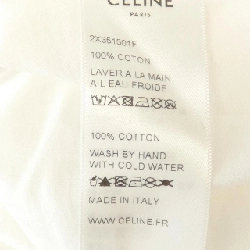 CELINE
PARIS
2X351501F
100% COTON
LAVER A LA MAIN
A L'EAU FROIDE
100% COTTON
WASH BY HAND
WITH COLD WATER
MADE IN ITALY
WWW.CELINE.FR